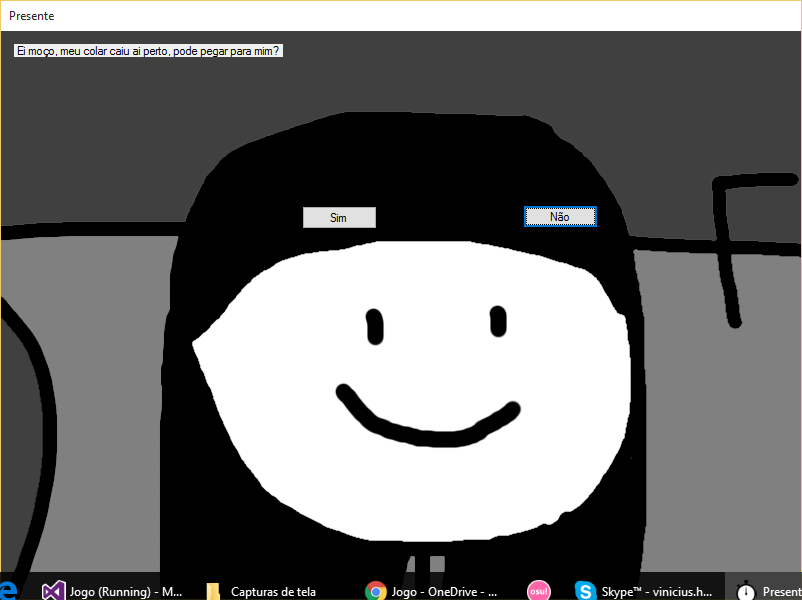 Presente
Ei moço, meu colar caiu ai perto, pode pegar para mim?
Sim
Não
Jogo (Running) - M...
Capturas de tela
Jogo - OneDrive - ...
osu!
Skype™ - vinicius.h...
Present